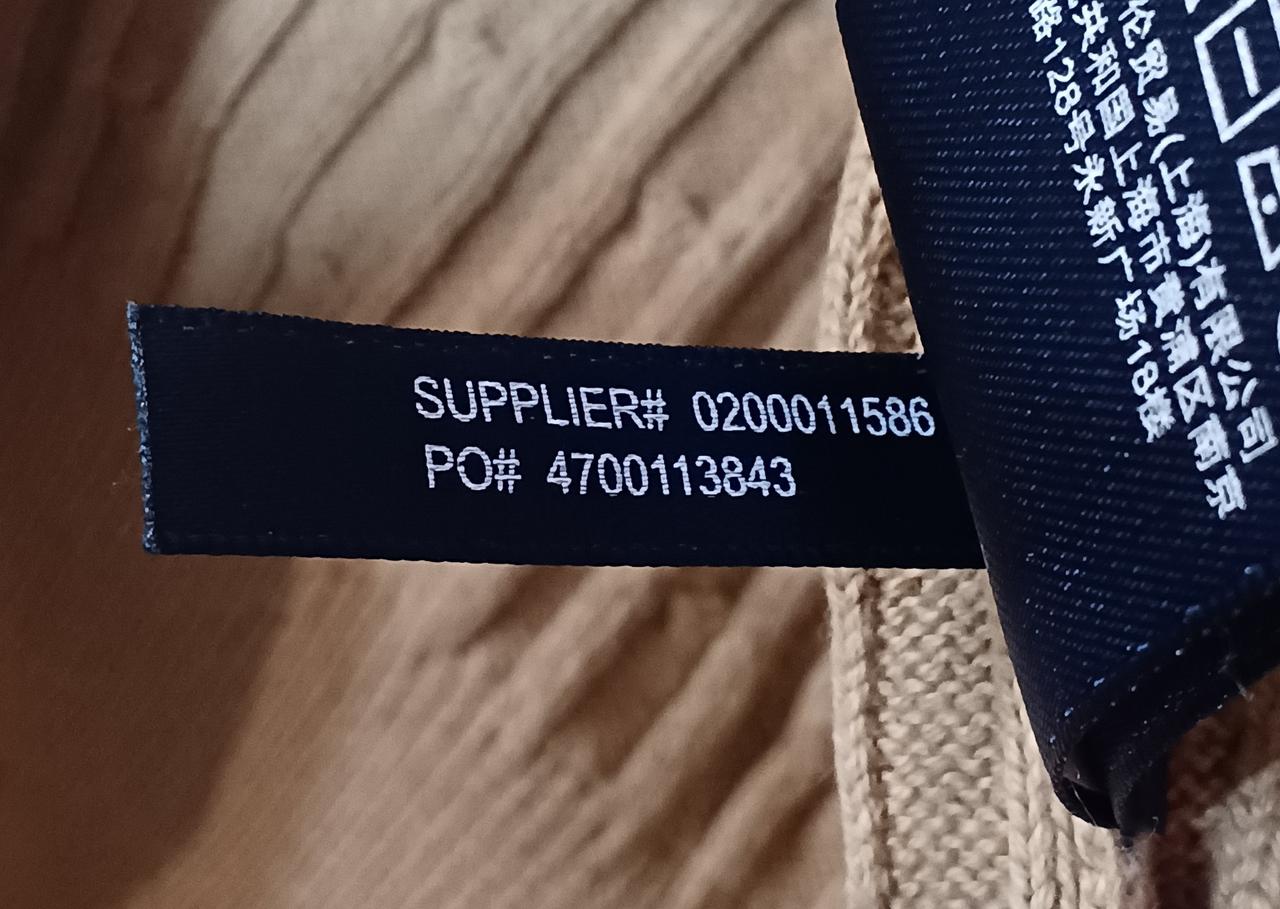 SUPPLIER# 0200011586
PO# 4700113843
伦贸易(上海)有限公司
共和国上海市黄浦区南京
路128号永新广场18楼